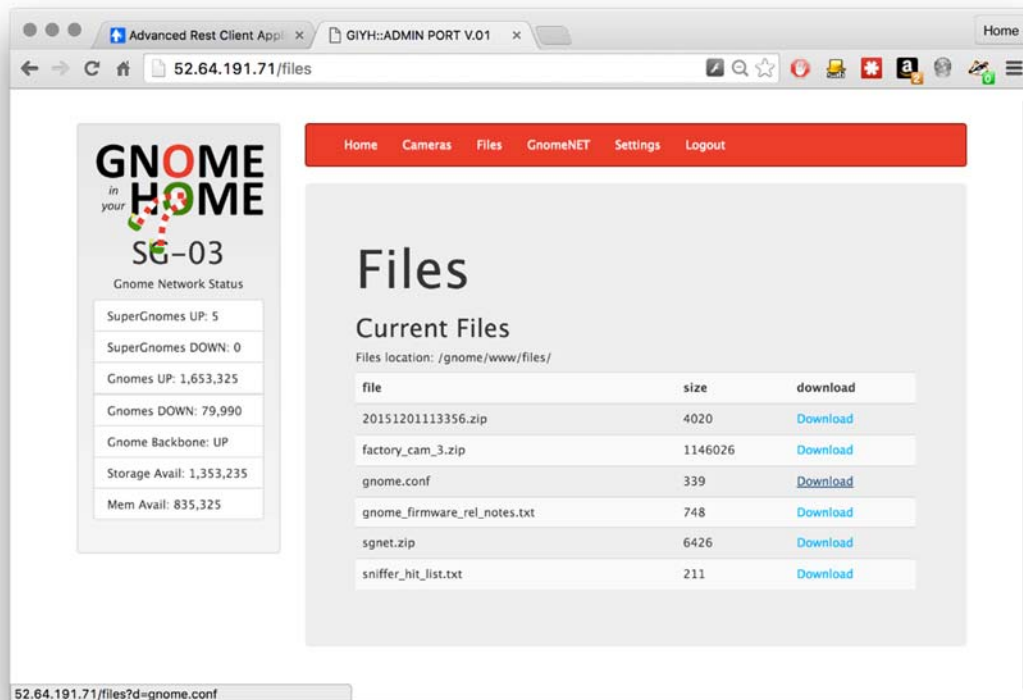 Advanced Rest Client Appl
GIYH::ADMIN PORT V.01
Home
52.64.191.71/files
GNOME
in
your
HOME
SG-03
Gnome Network Status
SuperGnomes UP: 5
SuperGnomes DOWN: 0
Gnomes UP: 1,653,325
Gnomes DOWN: 79,990
Gnome Backbone: UP
Storage Avail: 1,353,235
Mem Avail: 835,325
Home Cameras Files GnomeNET Settings Logout
Files
Current Files
Files location: /gnome/www/files/
file size download
20151201113356.zip 4020 Download
factory_cam_3.zip 1146026 Download
gnome.conf 339 Download
gnome_firmware_rel_notes.txt 748 Download
sgnet.zip 6426 Download
sniffer_hit_list.txt 211 Download
52.64.191.71/files?d=gnome.conf